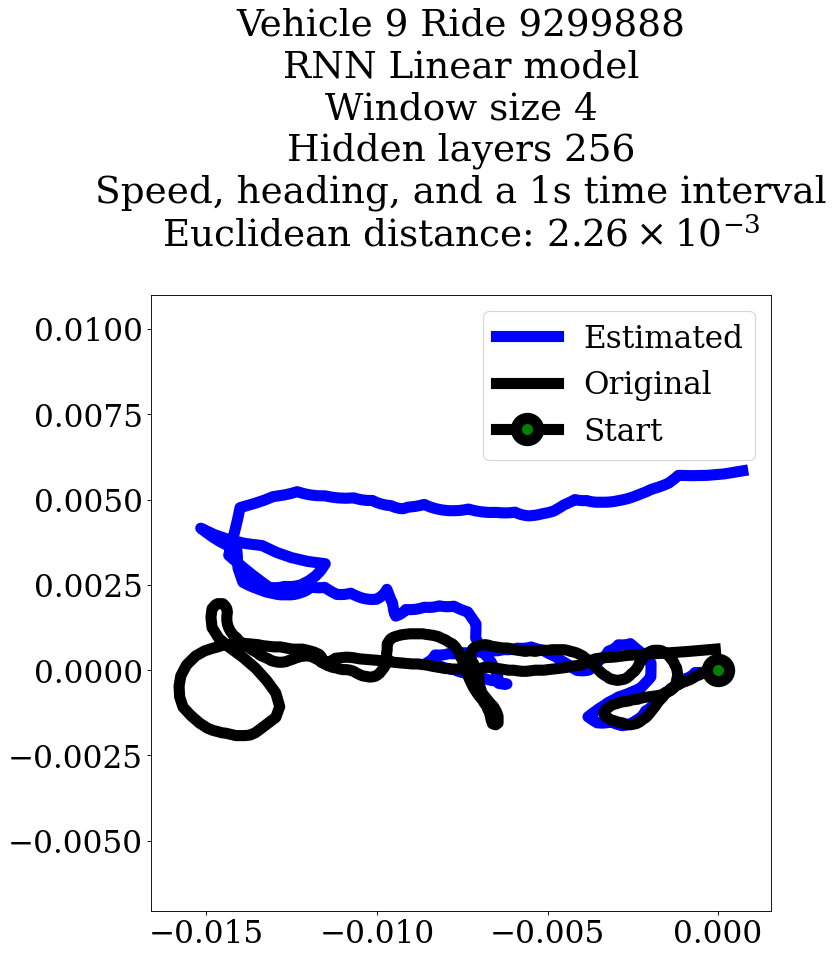 Vehicle 9 Ride 9299888
RNN Linear model
Window size 4
Hidden layers 256
Speed, heading, and a 1s time interval
Euclidean distance: 2.26 × 10⁻³
Estimated
Original
Start
0.0100
0.0075
0.0050
0.0025
0.0000
−0.0025
−0.0050
−0.015 −0.010 −0.005 0.000